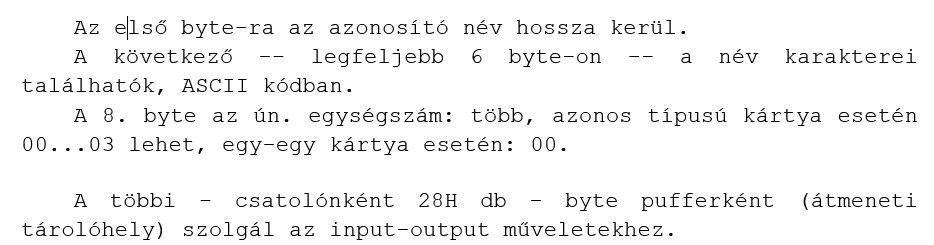 Az első byte-ra az azonosító név hossza kerül.
A következő -- legfeljebb 6 byte-on -- a név karakterei
találhatók, ASCII kódban.
A 8. byte az ún. egységszám: több, azonos típusú kártya esetén
00...03 lehet, egy-egy kártya esetén: 00.
A többi - csatolónként 28H db - byte pufferként (átmeneti
tárolóhely) szolgál az input-output műveletekhez.